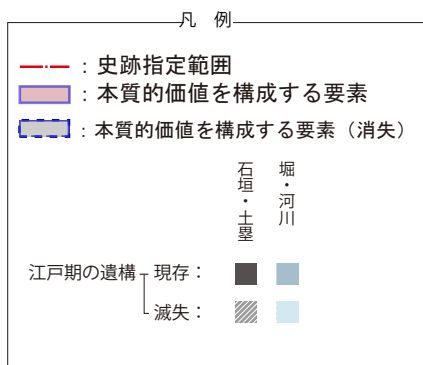 凡 例
：史跡指定範囲
：本質的価値を構成する要素
：本質的価値を構成する要素（消失）
石垣・土塁
堀・河川
江戸期の遺構 現存：
滅失：